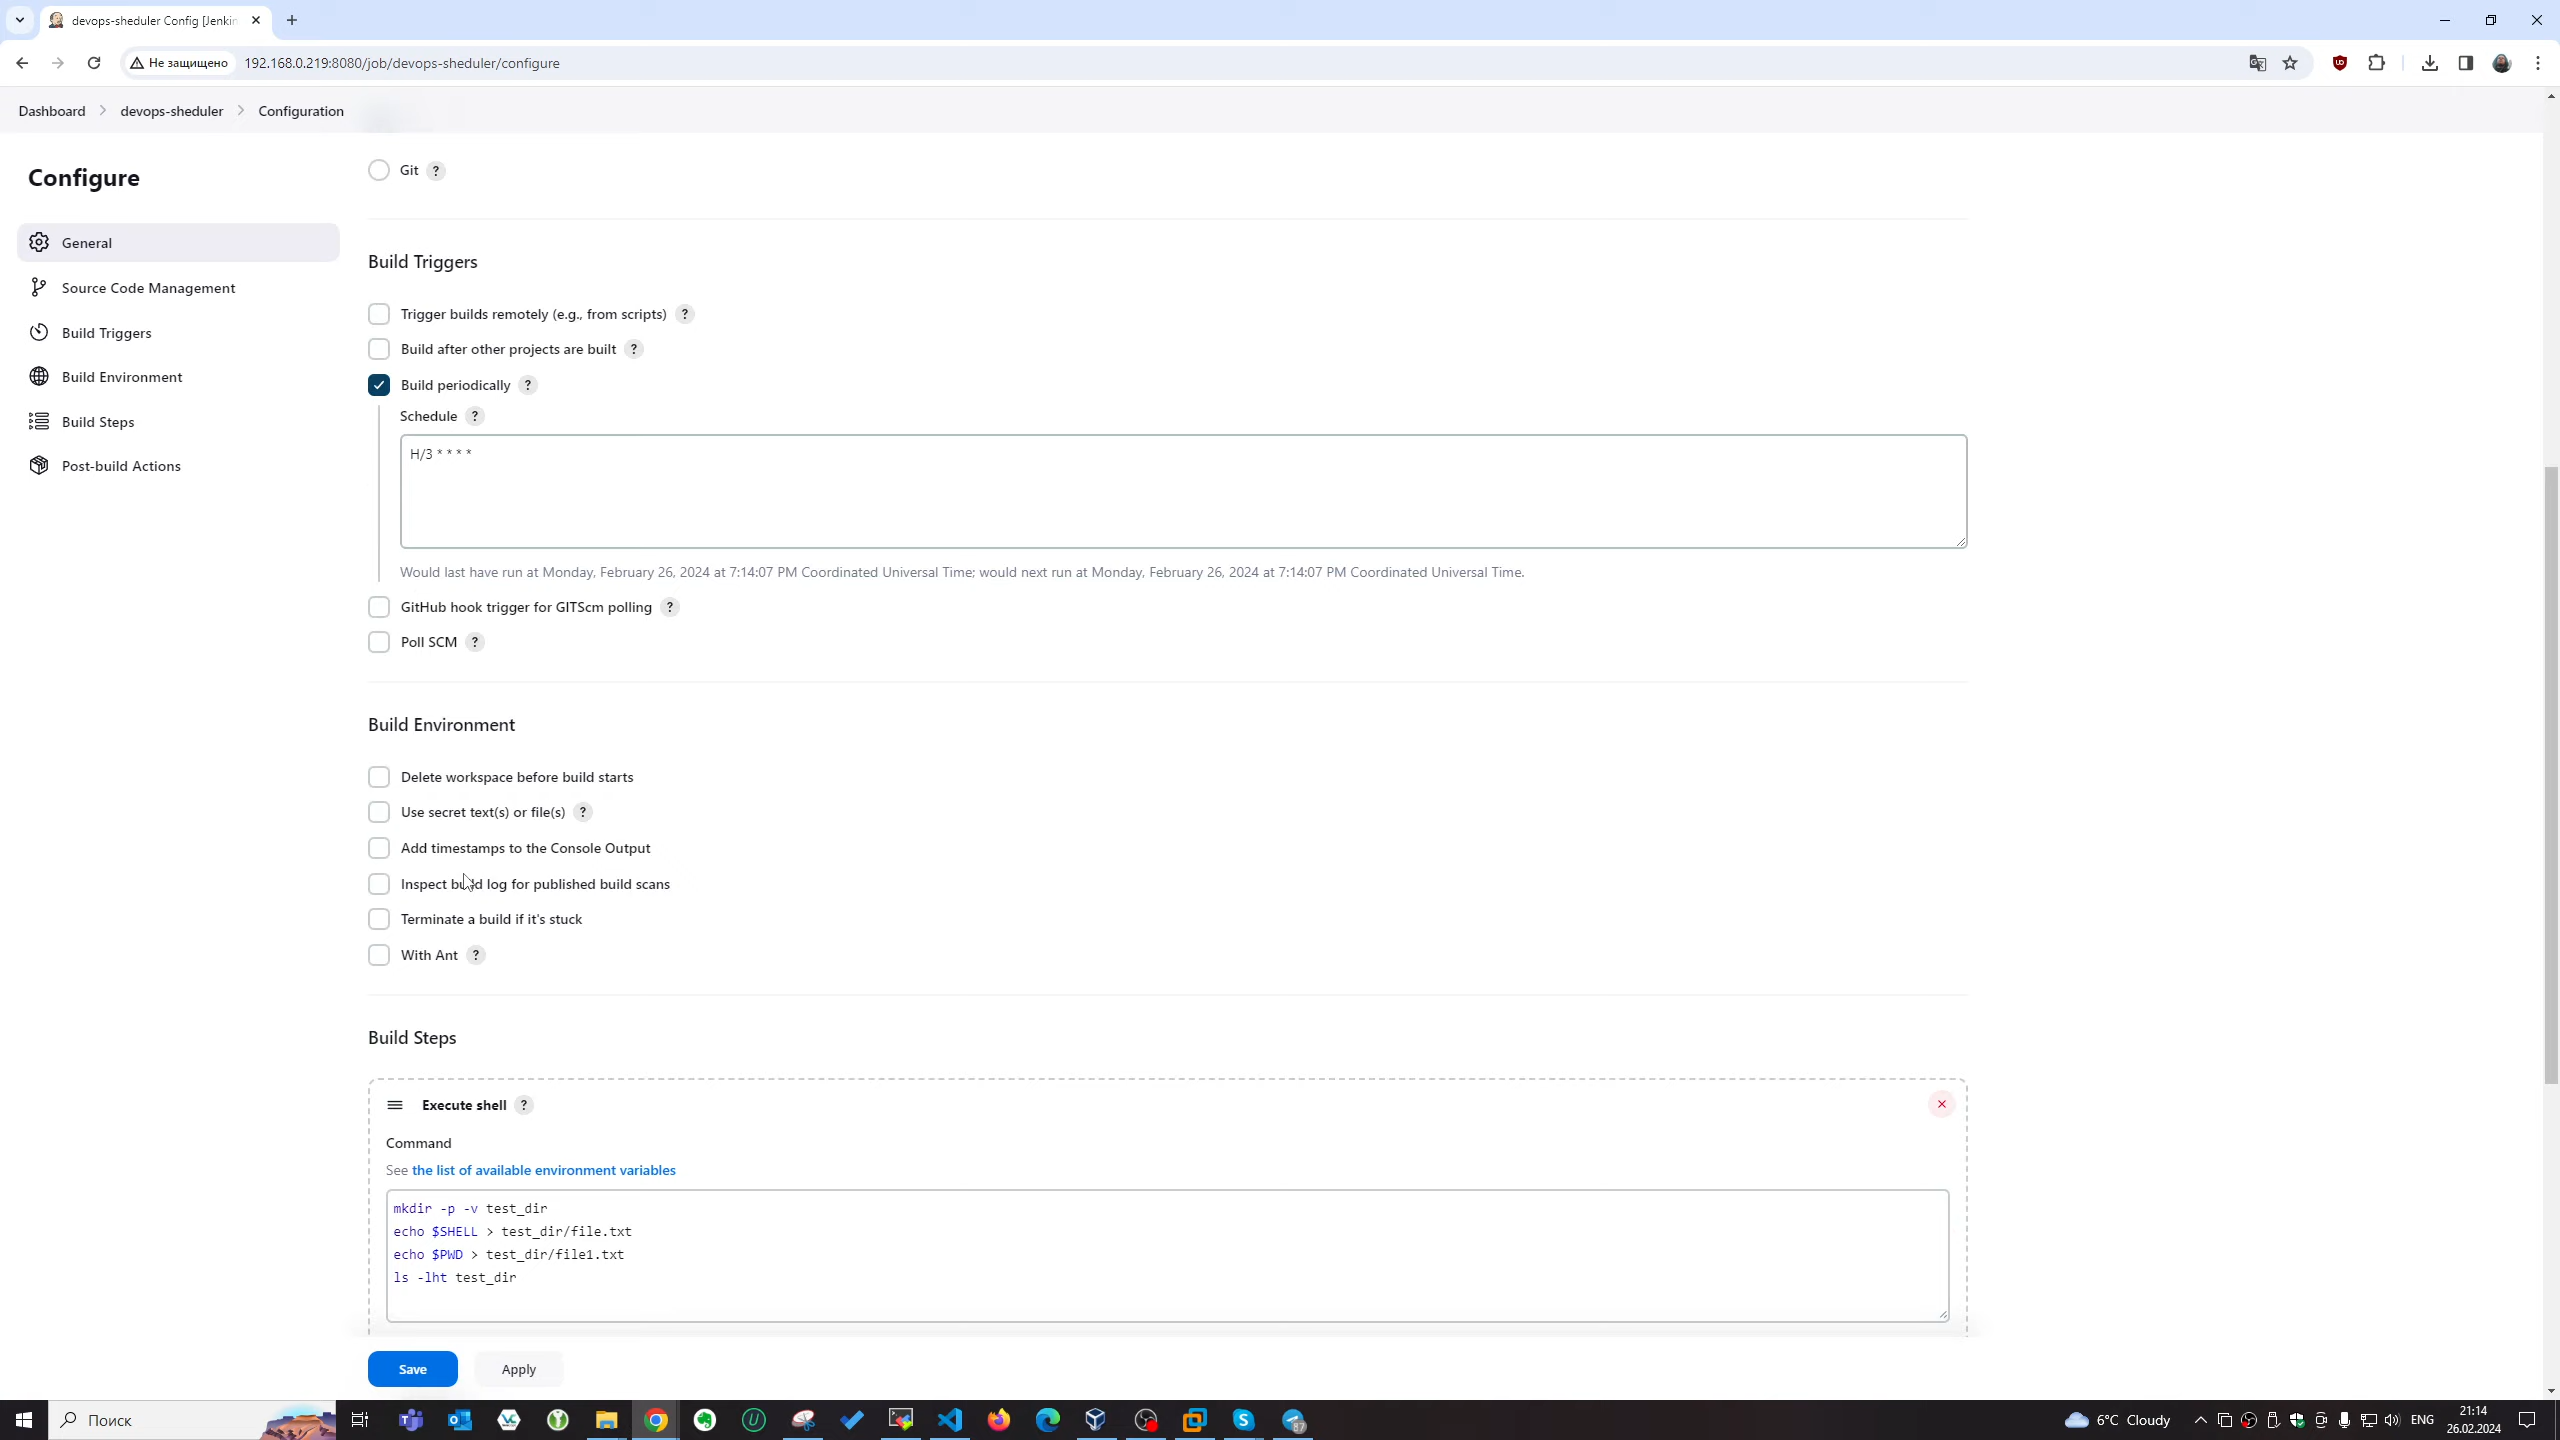 devops-sheduler Config [Jenkin
Не защищено
192.168.0.219:8080/job/devops-sheduler/configure
Dashboard
devops-sheduler
Configuration
Configure
General
Source Code Management
Build Triggers
Build Environment
Build Steps
Post-build Actions
Git ?
Build Triggers
Trigger builds remotely (e.g., from scripts) ?
Build after other projects are built ?
Build periodically ?
Schedule ?
H/3 * * * *
Would last have run at Monday, February 26, 2024 at 7:14:07 PM Coordinated Universal Time; would next run at Monday, February 26, 2024 at 7:14:07 PM Coordinated Universal Time.
GitHub hook trigger for GITScm polling ?
Poll SCM ?
Build Environment
Delete workspace before build starts
Use secret text(s) or file(s) ?
Add timestamps to the Console Output
Inspect build log for published build scans
Terminate a build if it's stuck
With Ant ?
Build Steps
Execute shell ?
Command
See the list of available environment variables
mkdir -p -v test_dir
echo $SHELL > test_dir/file.txt
echo $PWD > test_dir/file1.txt
ls -lht test_dir
Save
Apply
Поиск
6°C Cloudy
ENG
21:14
26.02.2024